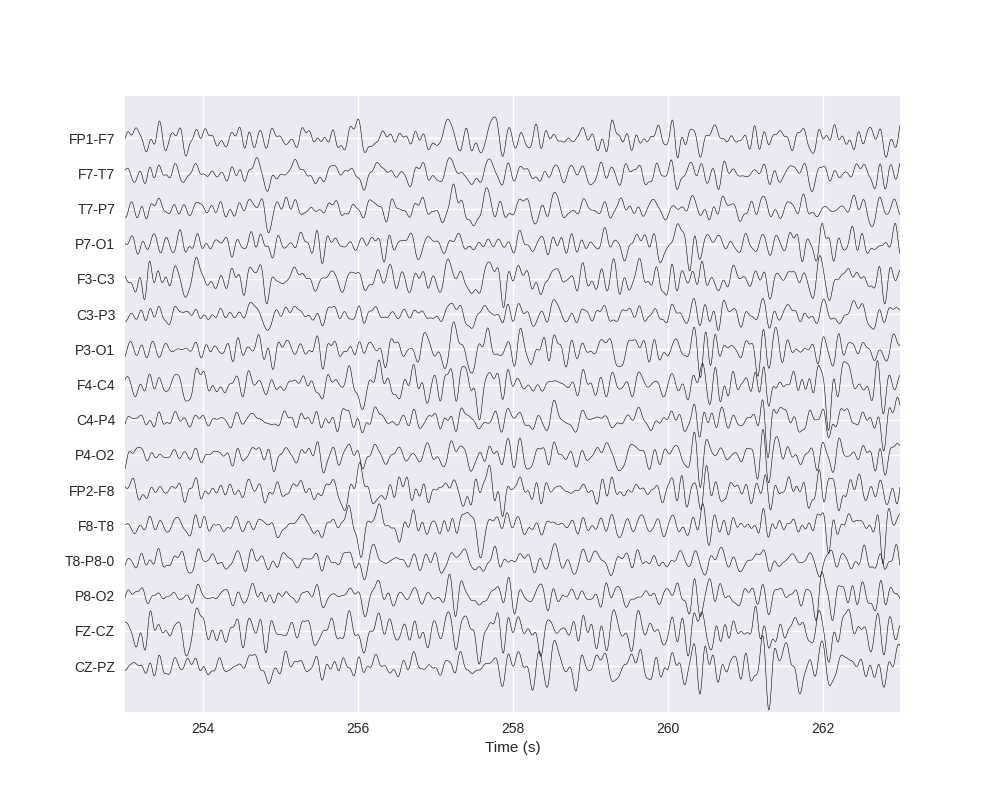 FP1-F7
F7-T7
T7-P7
P7-O1
F3-C3
C3-P3
P3-O1
F4-C4
C4-P4
P4-O2
FP2-F8
F8-T8
T8-P8-0
P8-O2
FZ-CZ
CZ-PZ
254 256 258 260 262
Time (s)